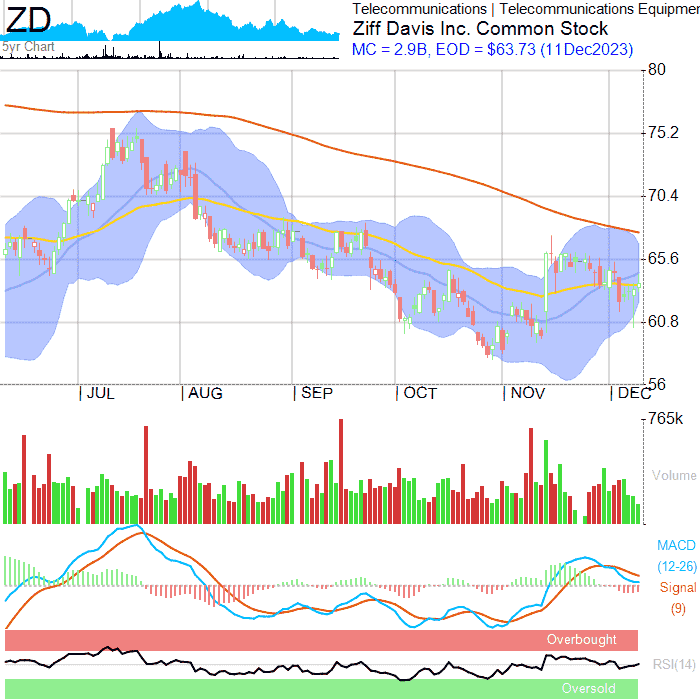 ZD
5yr Chart
Telecommunications | Telecommunications Equipmen
Ziff Davis Inc. Common Stock
MC = 2.9B, EOD = $63.73 (11Dec2023)
80
75.2
70.4
65.6
60.8
56
JUL AUG SEP OCT NOV DEC
765k
Volume
MACD
(12-26)
Signal
(9)
Overbought
RSI(14)
Oversold